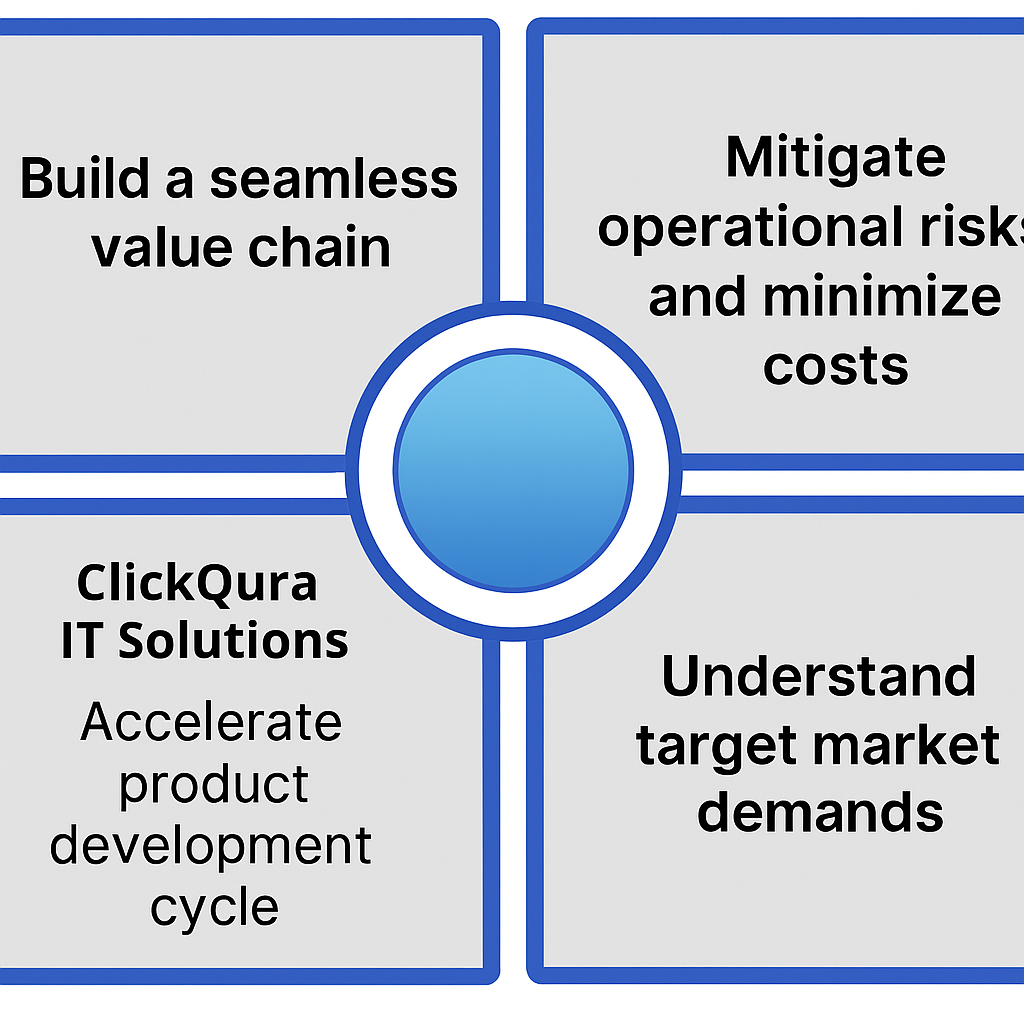 Build a seamless
value chain
Mitigate
operational risks
and minimize
costs
ClickQura
IT Solutions
Accelerate
product
development
cycle
Understand
target market
demands